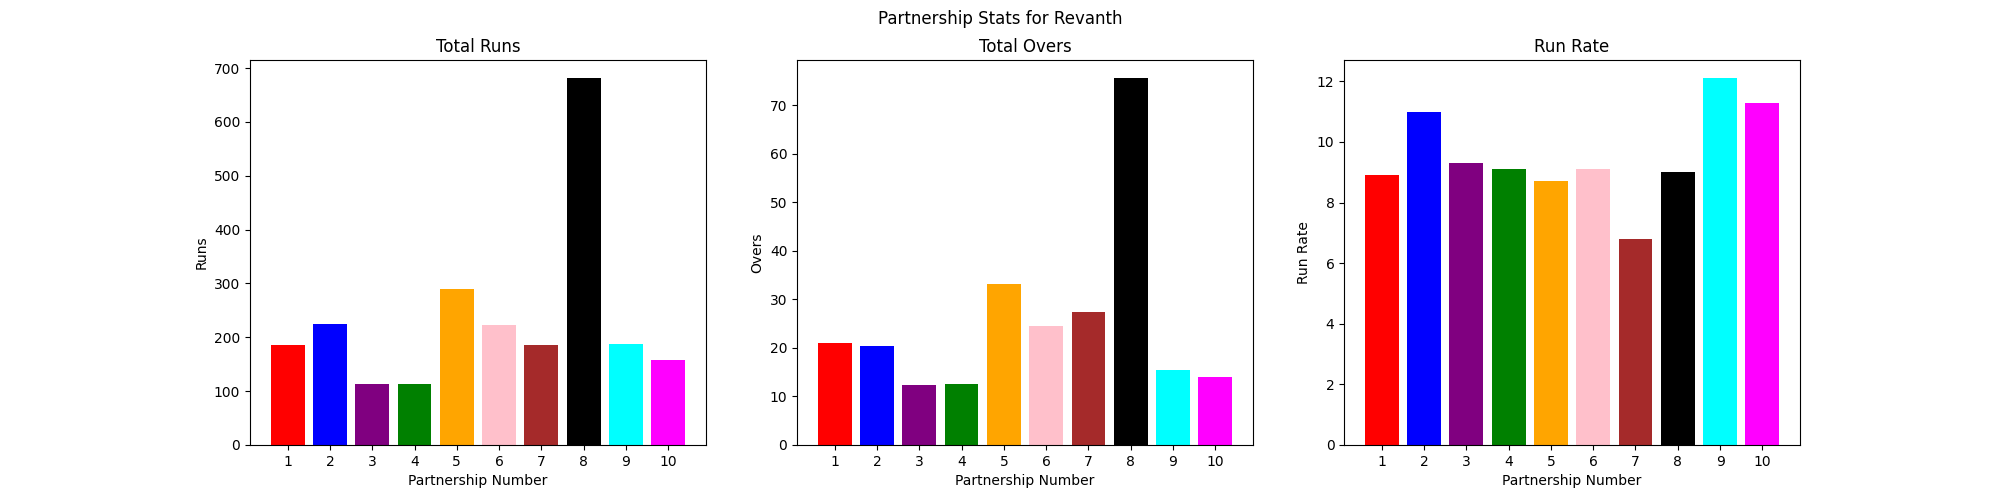 Partnership Stats for Revanth
Total Runs
700
600
500
400
300
200
100
0
Runs
1 2 3 4 5 6 7 8 9 10
Partnership Number
Total Overs
70
60
50
40
30
20
10
0
Overs
1 2 3 4 5 6 7 8 9 10
Partnership Number
Run Rate
12
10
8
6
4
2
0
Run Rate
1 2 3 4 5 6 7 8 9 10
Partnership Number